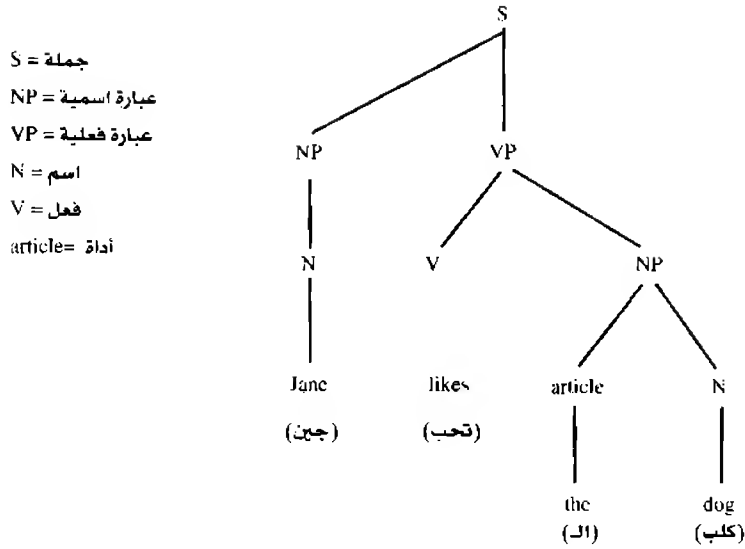 S
S = جملة
NP = عبارة اسمية
VP = عبارة فعلية
N = اسم
V = فعل
article= أداة
NP VP
N V NP
Jane likes article N
(جين) (تحب)
the dog
(الـ) (كلب)